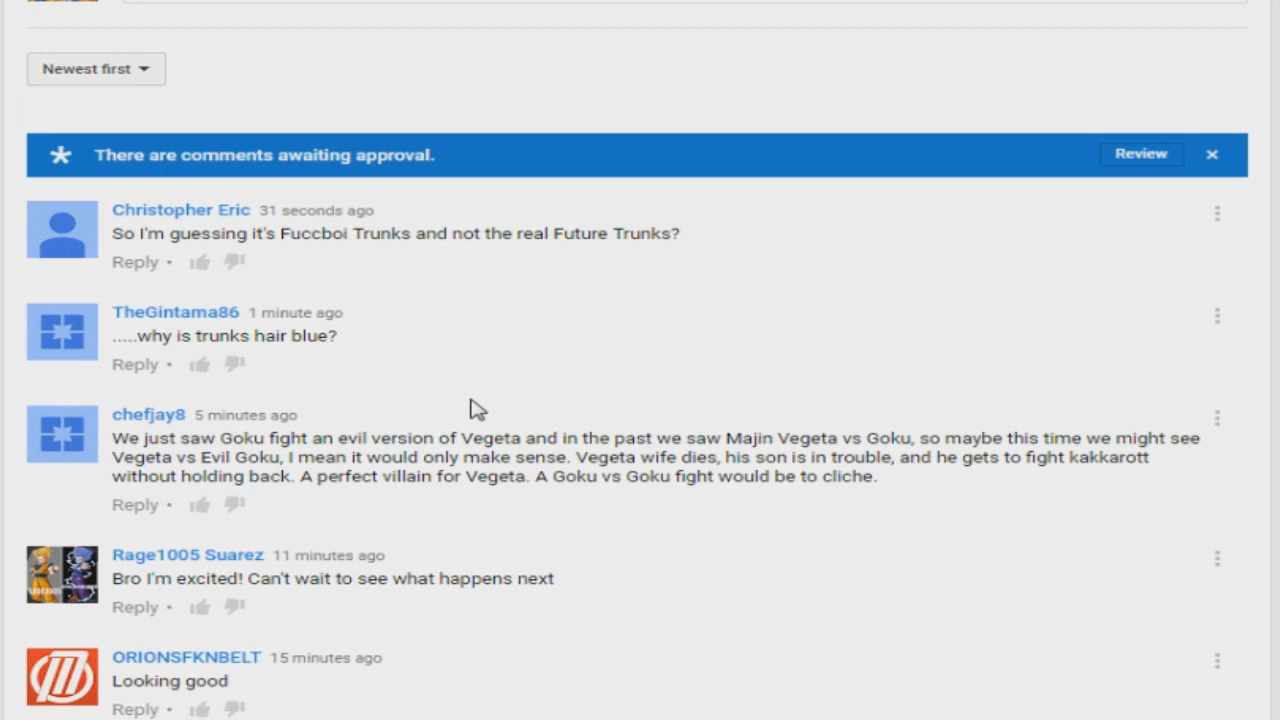 Newest first
There are comments awaiting approval.
Review
Christopher Eric 31 seconds ago
So I'm guessing it's Fuccboi Trunks and not the real Future Trunks?
Reply
TheGintama86 1 minute ago
.....why is trunks hair blue?
Reply
chefjay8 5 minutes ago
We just saw Goku fight an evil version of Vegeta and in the past we saw Majin Vegeta vs Goku, so maybe this time we might see
Vegeta vs Evil Goku, I mean it would only make sense. Vegeta wife dies, his son is in trouble, and he gets to fight kakkarott
without holding back. A perfect villain for Vegeta. A Goku vs Goku fight would be to cliche.
Reply
Rage1005 Suarez 11 minutes ago
Bro I'm excited! Can't wait to see what happens next
Reply
ORIONSFKNBELT 15 minutes ago
Looking good
Reply